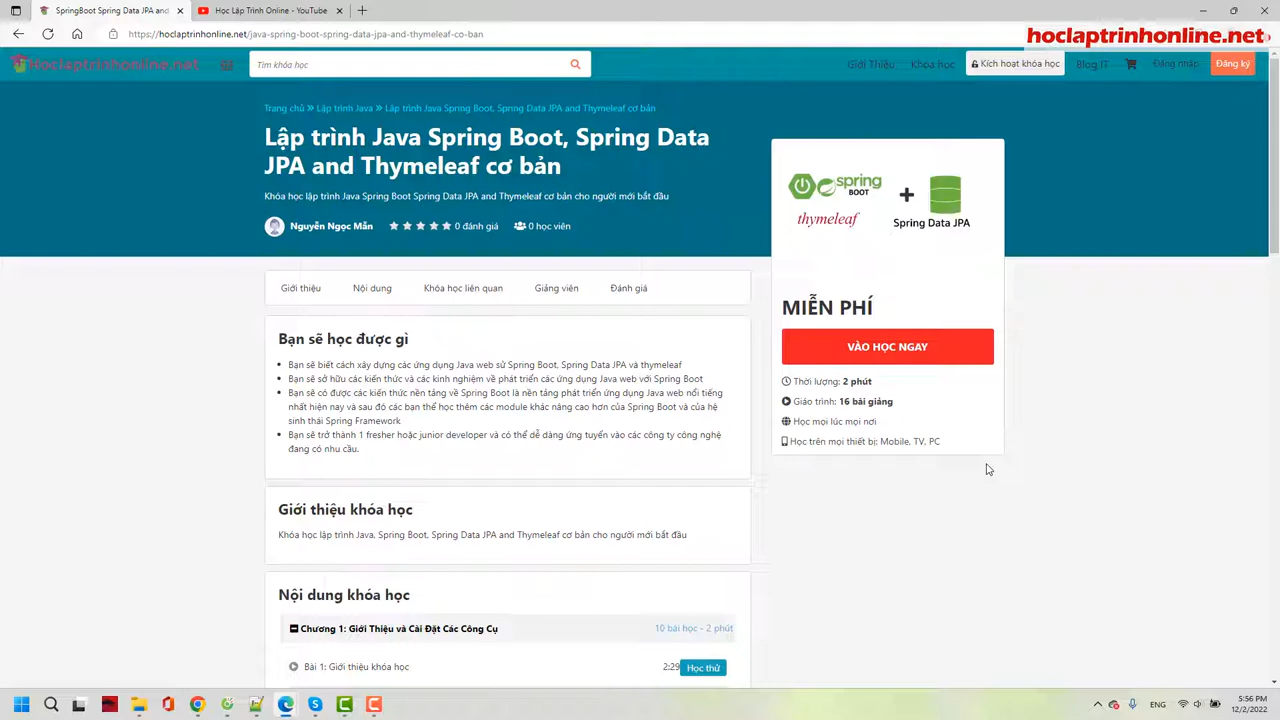 SpringBoot Spring Data JPA and
Học Lập Trình Online - YouTube
https://hoclaptrinhonline.net/java-spring-boot-spring-data-jpa-and-thymeleaf-co-ban
hoclaptrinhonline.net
Hoclaptrinhonline.net
Tìm khóa học
Giới Thiệu
Khóa học
Kích hoạt khóa học
Blog IT
Đăng nhập
Đăng ký
Trang chủ » Lập trình Java » Lập trình Java Spring Boot, Spring Data JPA and Thymeleaf cơ bản
Lập trình Java Spring Boot, Spring Data
JPA and Thymeleaf cơ bản
Khóa học lập trình Java Spring Boot Spring Data JPA and Thymeleaf cơ bản cho người mới bắt đầu
Nguyễn Ngọc Mẫn
0 đánh giá
0 học viên
spring
BOOT
thymeleaf
+
Spring Data JPA
MIỄN PHÍ
VÀO HỌC NGAY
Thời lượng: 2 phút
Giáo trình: 16 bài giảng
Học mọi lúc mọi nơi
Học trên mọi thiết bị: Mobile, TV, PC
Giới thiệu
Nội dung
Khóa học liên quan
Giảng viên
Đánh giá
Bạn sẽ học được gì
Bạn sẽ biết cách xây dựng các ứng dụng Java web sử Spring Boot, Spring Data JPA và thymeleaf
Bạn sẽ sở hữu các kiến thức và các kinh nghiệm về phát triển các ứng dụng Java web với Spring Boot
Bạn sẽ có được các kiến thức nền tảng về Spring Boot là nền tảng phát triển ứng dụng Java web nổi tiếng
nhất hiện nay và sau đó các bạn thể học thêm các module khác nâng cao hơn của Spring Boot và của hệ
sinh thái Spring Framework
Bạn sẽ trở thành 1 fresher hoặc junior developer và có thể dễ dàng ứng tuyển vào các công ty công nghệ
đang có nhu cầu.
Giới thiệu khóa học
Khóa học lập trình Java, Spring Boot, Spring Data JPA and Thymeleaf cơ bản cho người mới bắt đầu
Nội dung khóa học
Chương 1: Giới Thiệu và Cài Đặt Các Công Cụ
10 bài học - 2 phút
Bài 1: Giới thiệu khóa học
2:29
Học thử
ENG
5:56 PM
12/2/2022